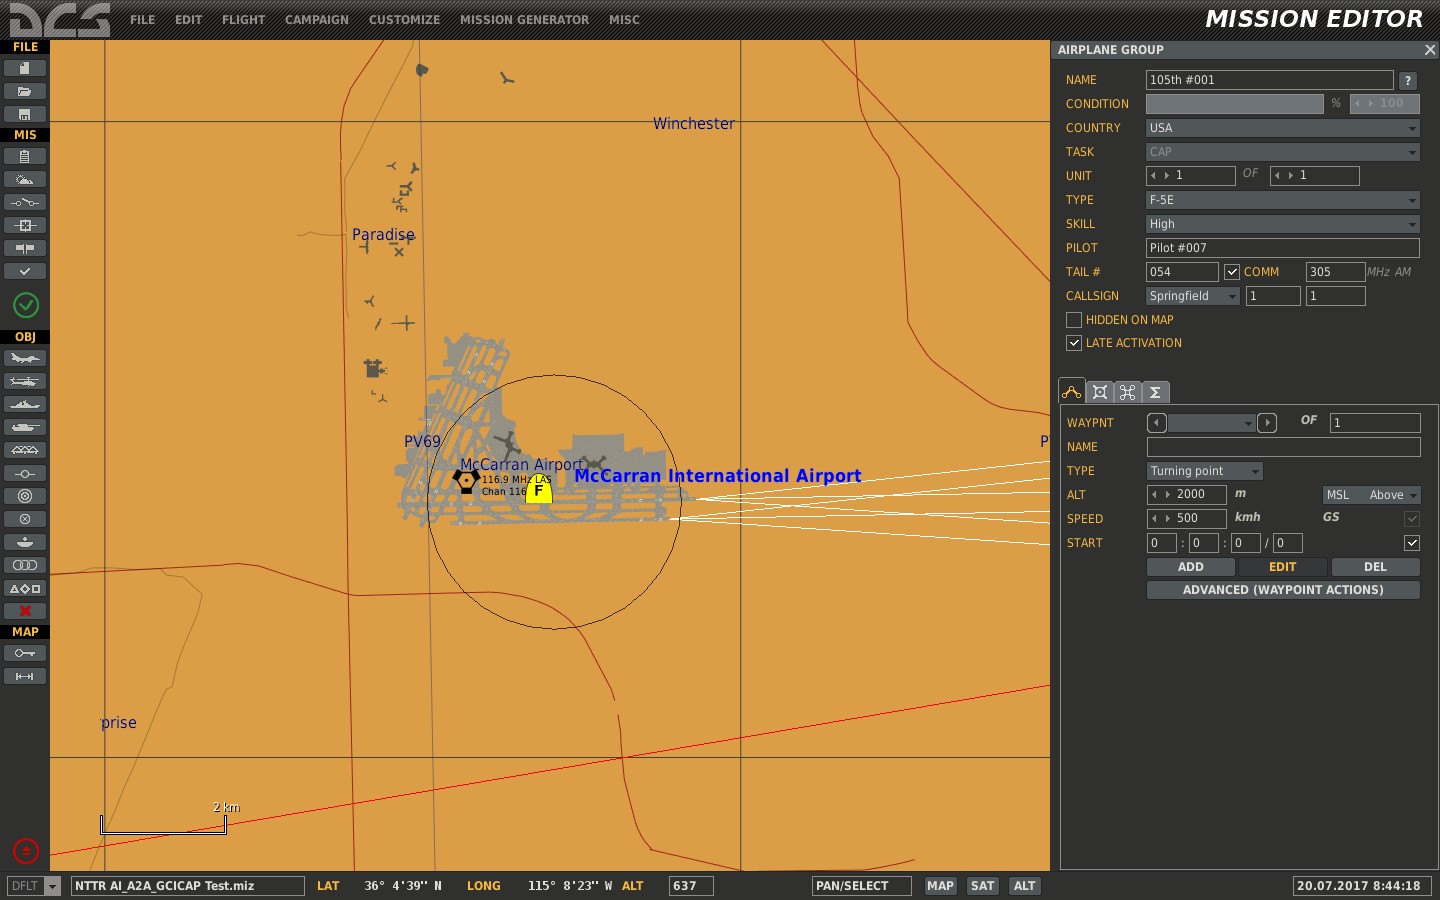 DCS
FILE EDIT FLIGHT CAMPAIGN CUSTOMIZE MISSION GENERATOR MISC
MISSION EDITOR
FILE
MIS
OBJ
MAP
Winchester
Paradise
PV69
McCarran Airport
116.9 MHz LAS
Chan 116
F
McCarran International Airport
P
prise
2 km
AIRPLANE GROUP
NAME 105th #001 ?
CONDITION % 100
COUNTRY USA
TASK CAP
UNIT 1 OF 1
TYPE F-5E
SKILL High
PILOT Pilot #007
TAIL # 054 COMM 305 MHz AM
CALLSIGN Springfield 1 1
HIDDEN ON MAP
LATE ACTIVATION
Σ
WAYPNT OF 1
NAME
TYPE Turning point
ALT 2000 m MSL Above
SPEED 500 kmh GS
START 0 : 0 : 0 / 0
ADD EDIT DEL
ADVANCED (WAYPOINT ACTIONS)
DFLT NTTR AI_A2A_GCICAP Test.miz LAT 36° 4'39" N LONG 115° 8'23" W ALT 637 PAN/SELECT MAP SAT ALT 20.07.2017 8:44:18